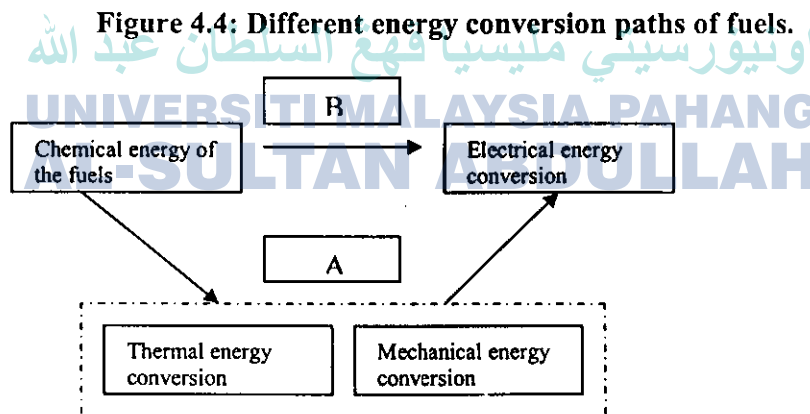 Figure 4.4: Different energy conversion paths of fuels.
اونيۏرسيتي مليسيا ڤهڠ السلطان عبد الله
UNIVERSITI MALAYSIA PAHANG
AL-SULTAN ABDULLAH
B
Chemical energy of
the fuels
Electrical energy
conversion
A
Thermal energy
conversion
Mechanical energy
conversion